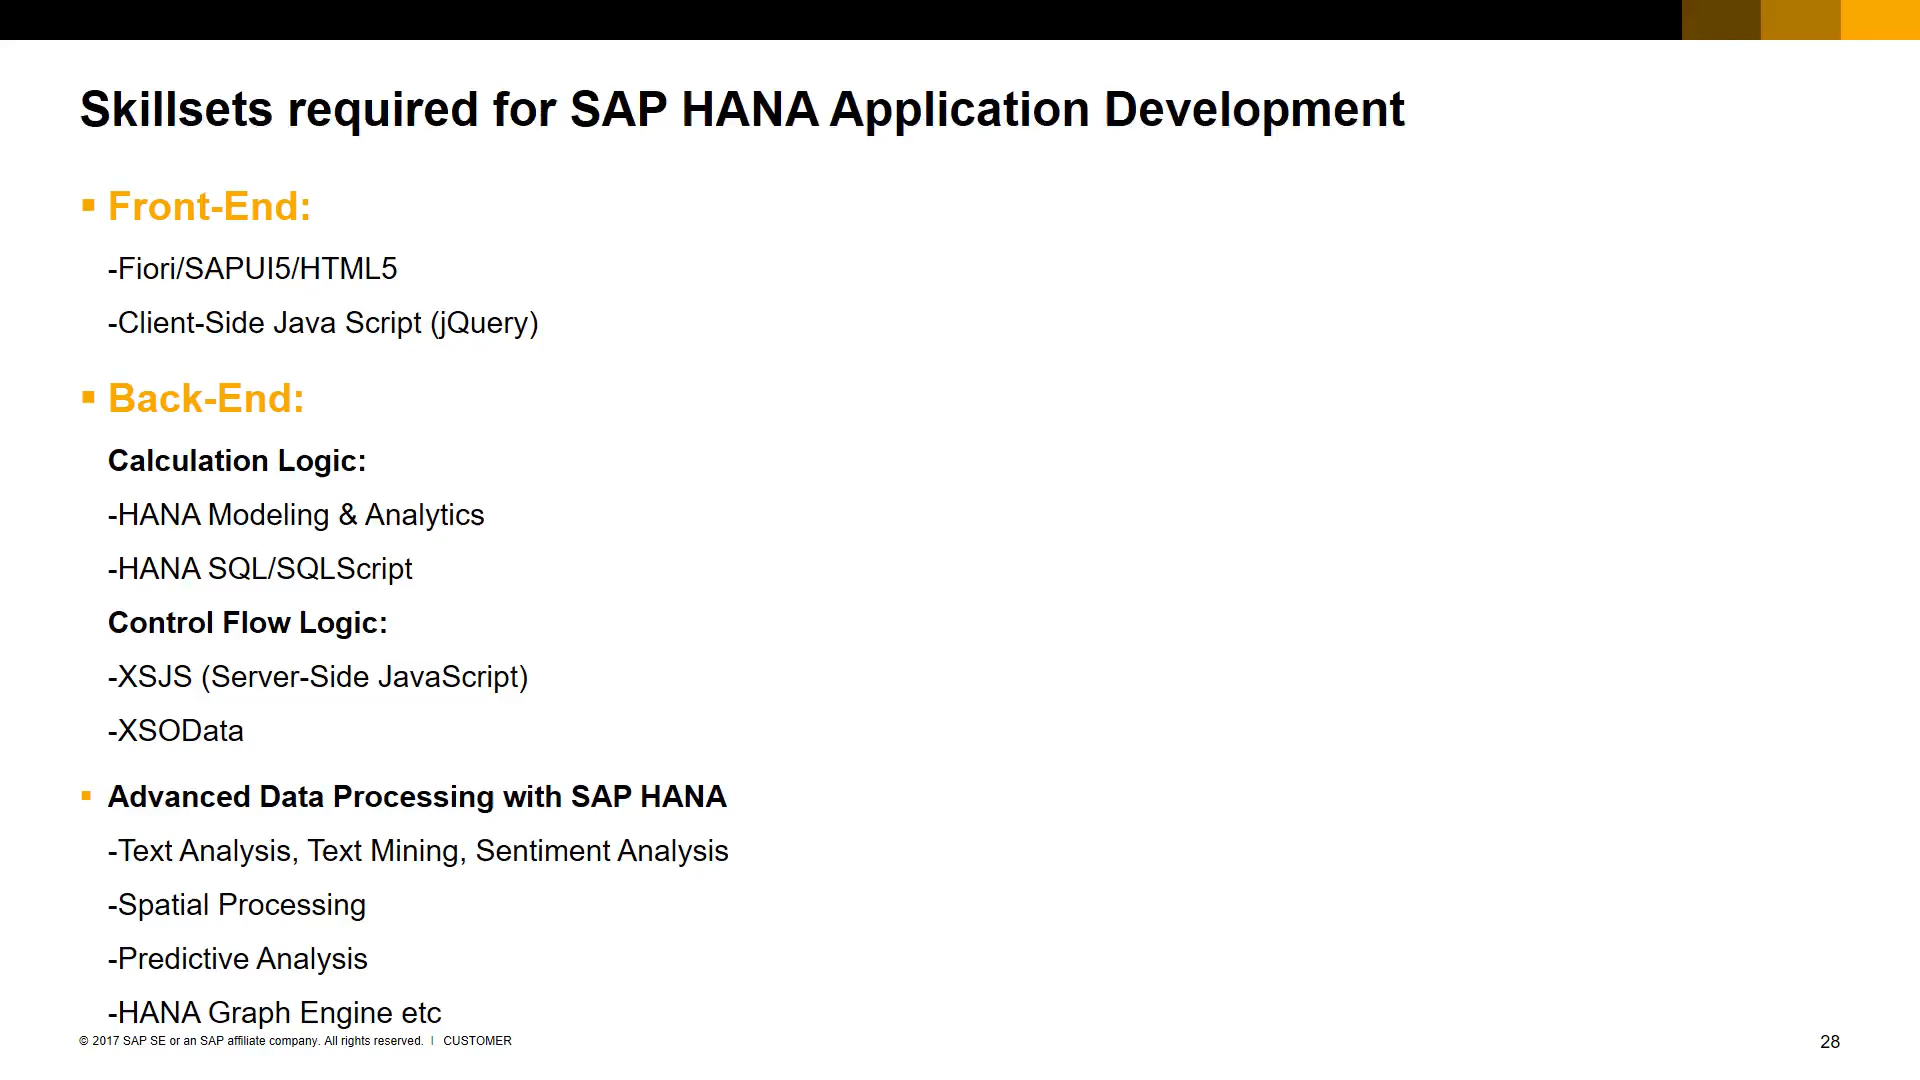 Skillsets required for SAP HANA Application Development
▪ Front-End:
-Fiori/SAPUI5/HTML5
-Client-Side Java Script (jQuery)
▪ Back-End:
Calculation Logic:
-HANA Modeling & Analytics
-HANA SQL/SQLScript
Control Flow Logic:
-XSJS (Server-Side JavaScript)
-XSOData
▪ Advanced Data Processing with SAP HANA
-Text Analysis, Text Mining, Sentiment Analysis
-Spatial Processing
-Predictive Analysis
-HANA Graph Engine etc
© 2017 SAP SE or an SAP affiliate company. All rights reserved. | CUSTOMER
28